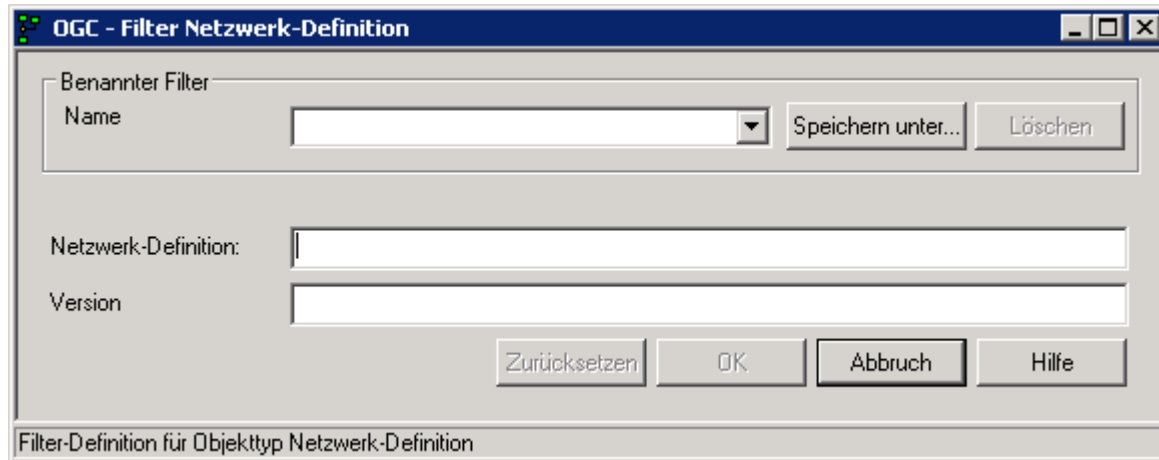 OGC - Filter Netzwerk-Definition
Benannter Filter
Name
Speichern unter... Löschen
Netzwerk-Definition:
Version
Zurücksetzen OK Abbruch Hilfe
Filter-Definition für Objekttyp Netzwerk-Definition